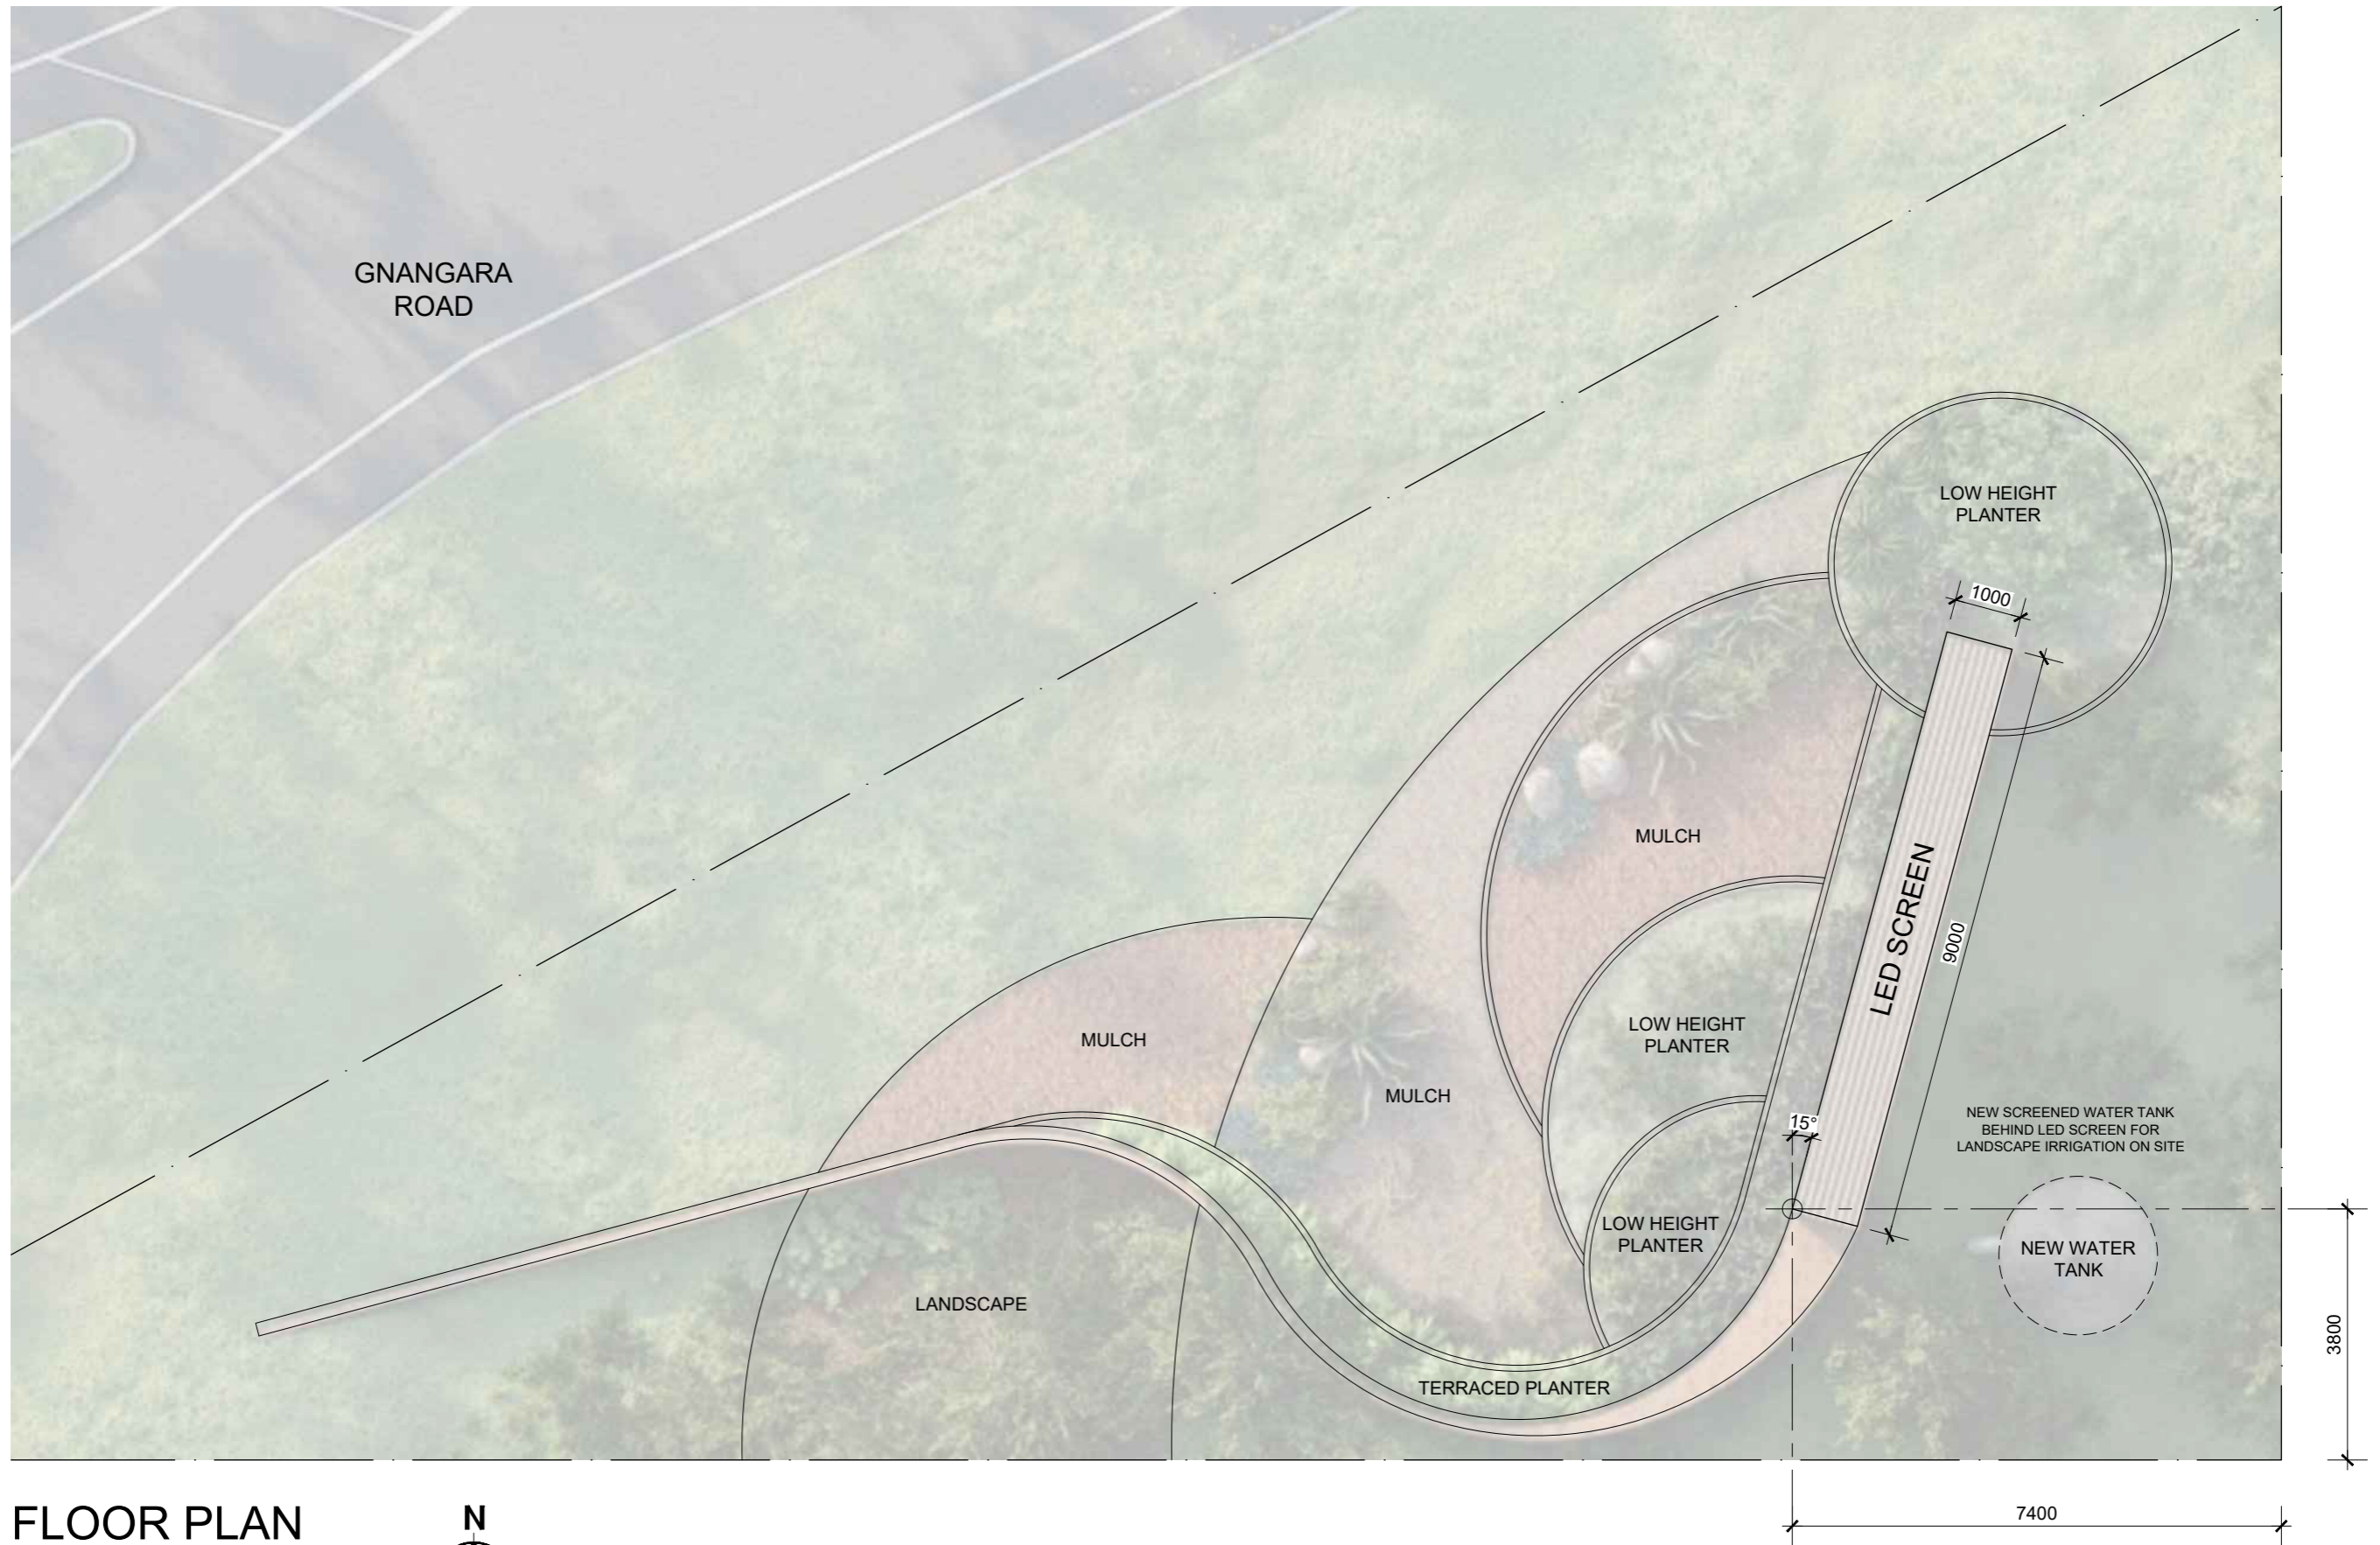 GNANGARA
ROAD
LOW HEIGHT
PLANTER
1000
MULCH
LED SCREEN
9000
MULCH
LOW HEIGHT
PLANTER
MULCH
15°
NEW SCREENED WATER TANK
BEHIND LED SCREEN FOR
LANDSCAPE IRRIGATION ON SITE
LOW HEIGHT
PLANTER
NEW WATER
TANK
LANDSCAPE
3800
TERRACED PLANTER
FLOOR PLAN
N
7400